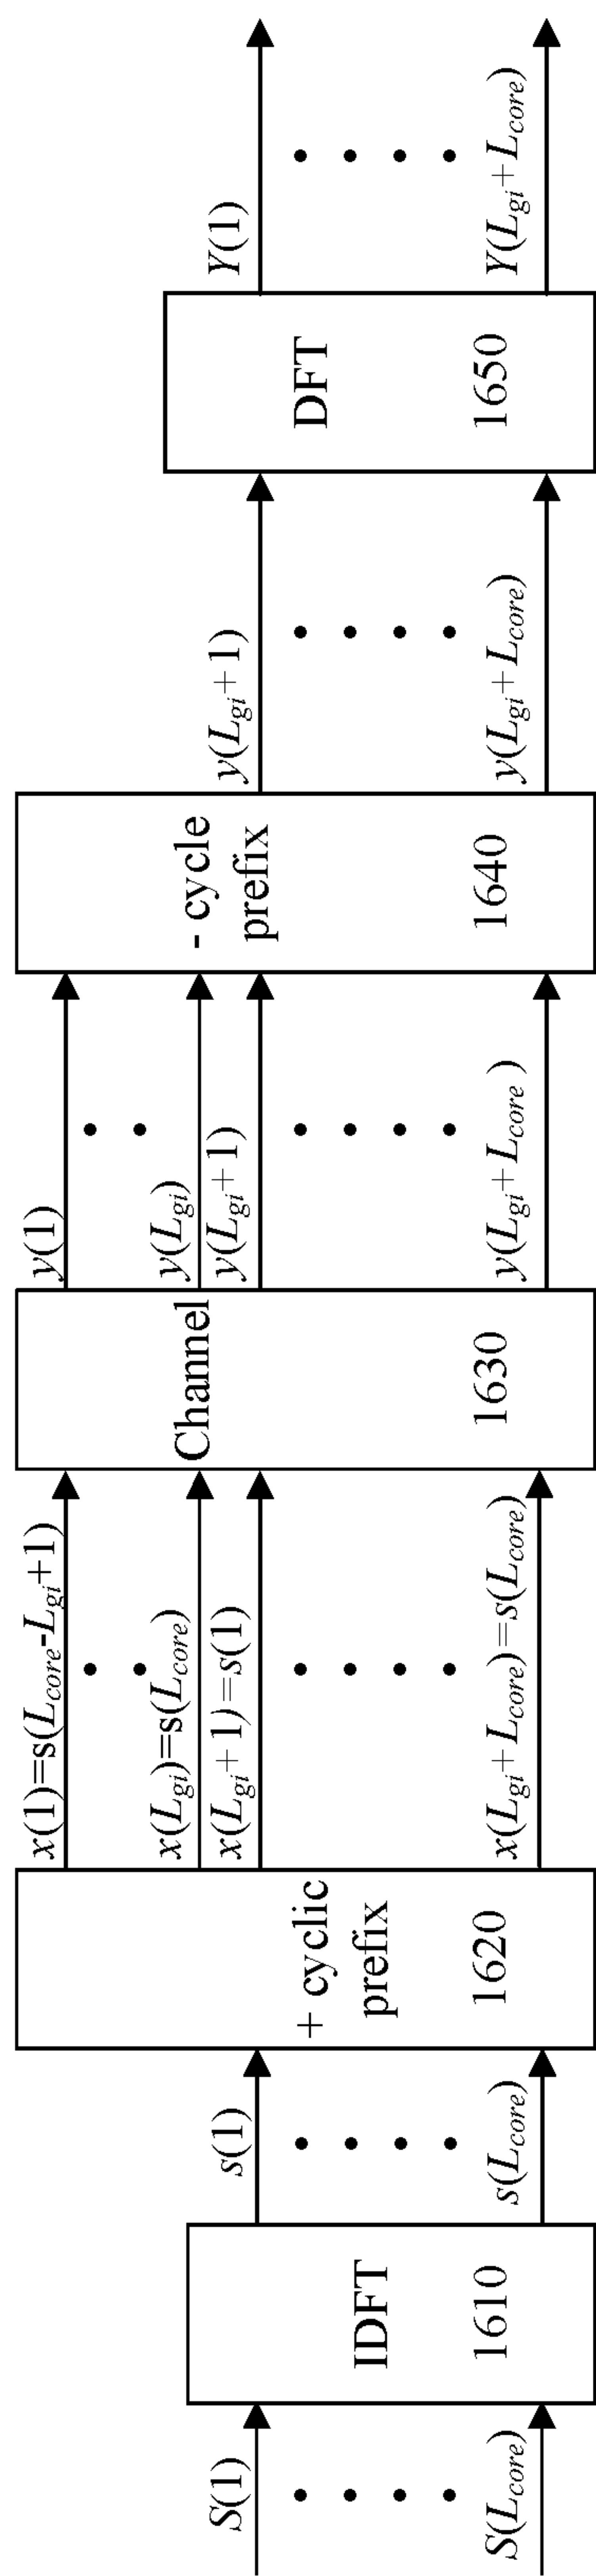 S(1)
S(L_core)
IDFT
1610
s(1)
s(L_core)
+ cyclic
prefix
1620
x(1)=s(L_core-L_gi+1)
x(L_gi)=s(L_core)
x(L_gi+1)=s(1)
x(L_gi+L_core)=s(L_core)
Channel
1630
y(1)
y(L_gi)
y(L_gi+1)
y(L_gi+L_core )
- cycle
prefix
1640
y(L_gi+1)
y(L_gi+L_core)
DFT
1650
Y(1)
Y(L_gi+L_core)